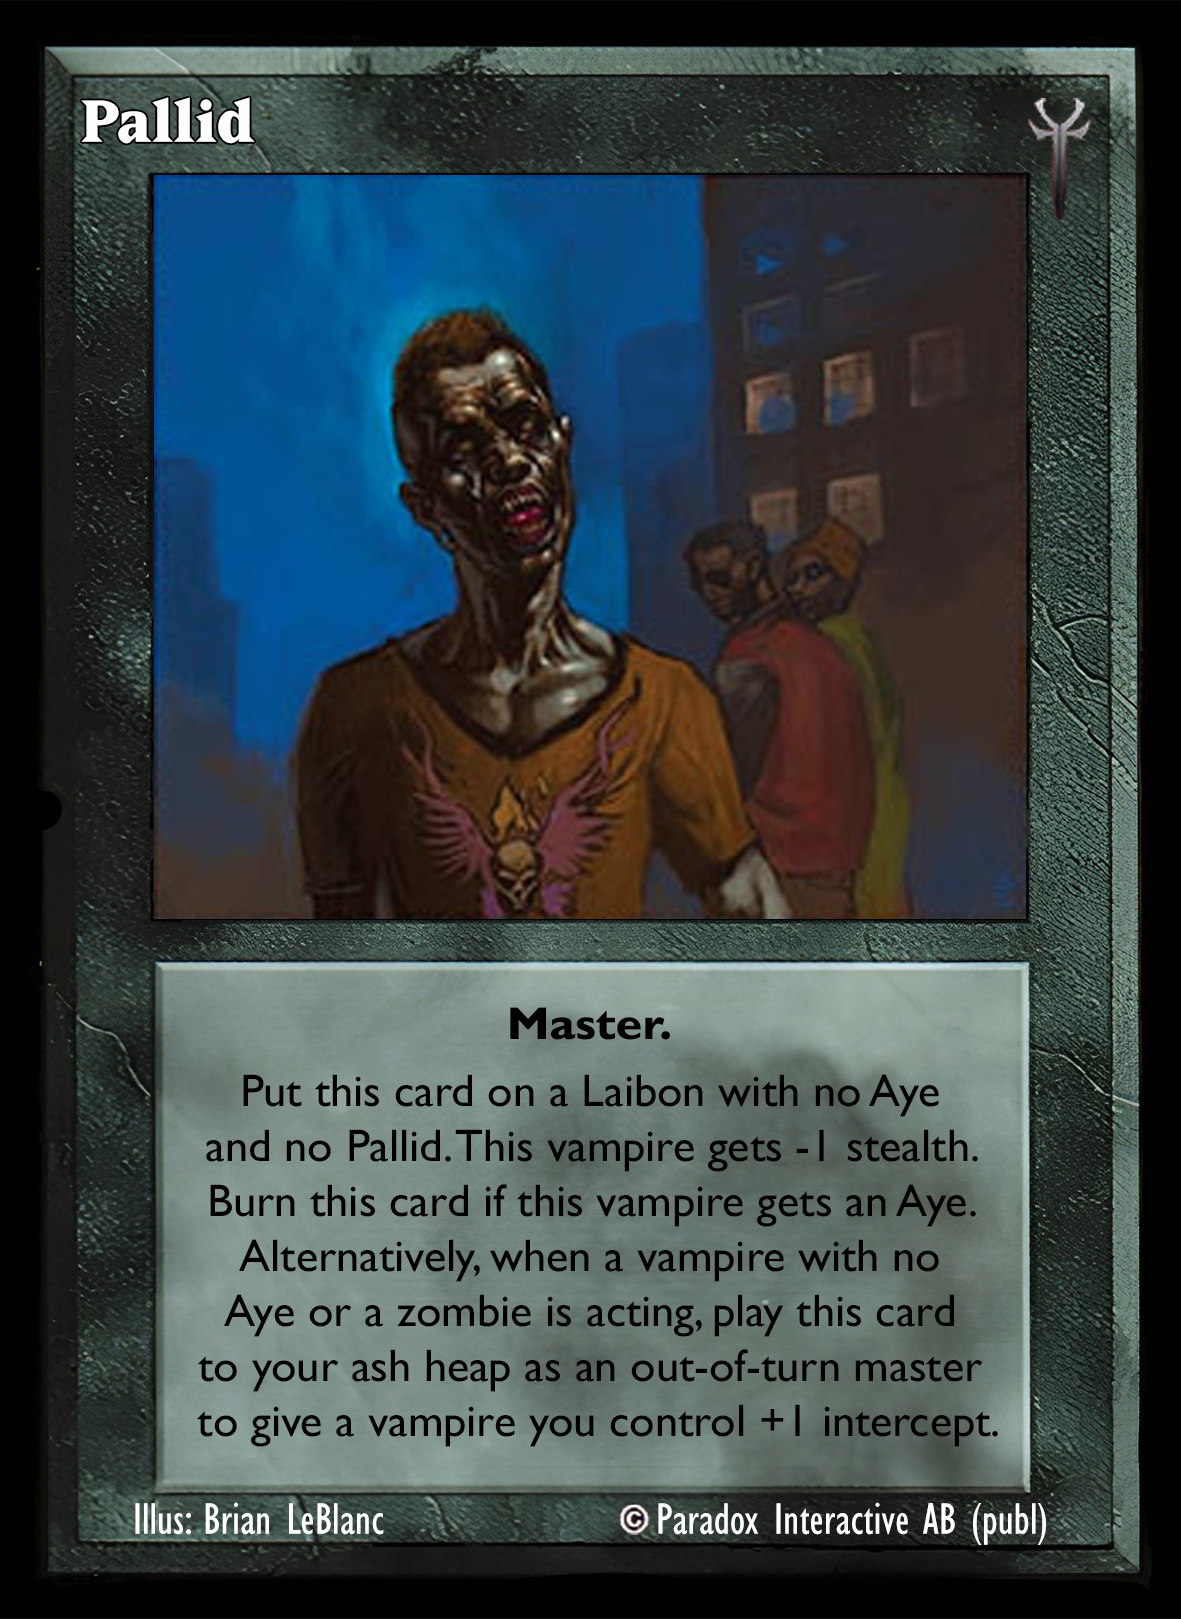 Pallid
Master.
Put this card on a Laibon with no Aye
and no Pallid. This vampire gets -1 stealth.
Burn this card if this vampire gets an Aye.
Alternatively, when a vampire with no
Aye or a zombie is acting, play this card
to your ash heap as an out-of-turn master
to give a vampire you control +1 intercept.
Illus: Brian LeBlanc © Paradox Interactive AB (publ)